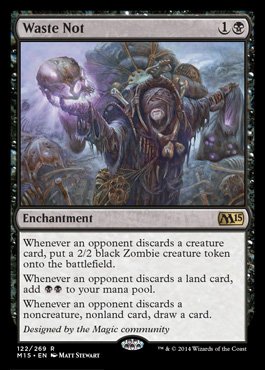 Waste Not 1
Enchantment M15
Whenever an opponent discards a creature
card, put a 2/2 black Zombie creature token
onto the battlefield.
Whenever an opponent discards a land card,
add to your mana pool.
Whenever an opponent discards a
noncreature, nonland card, draw a card.
Designed by the Magic community
122/269 R
M15 • EN MATT STEWART
™ & © 2014 Wizards of the Coast